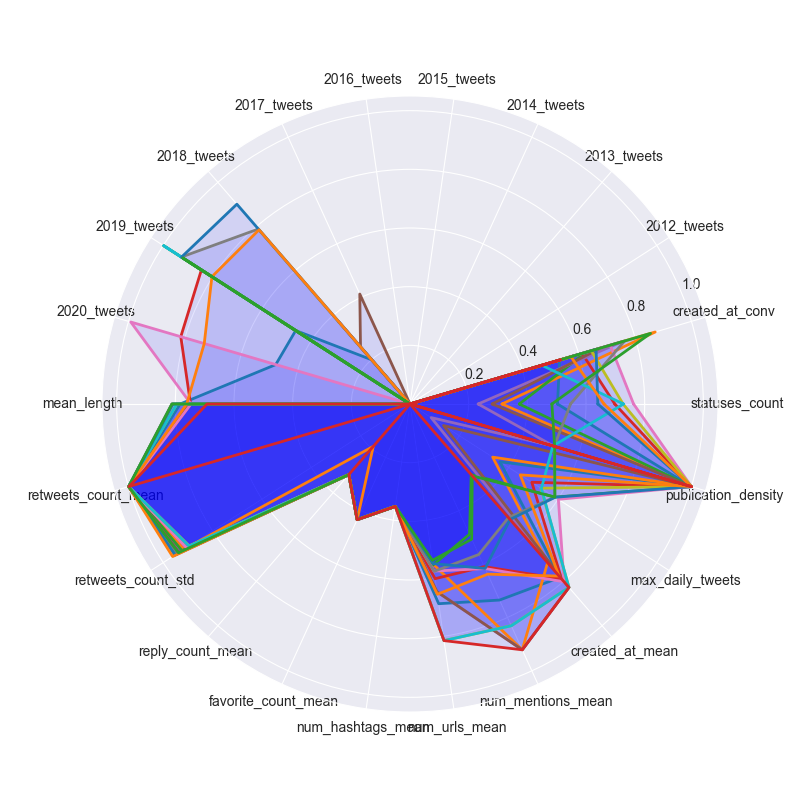 2016_tweets 2015_tweets
2017_tweets 2014_tweets
2018_tweets 2013_tweets
2019_tweets 2012_tweets
1.0
0.8
2020_tweets created_at_conv
0.6
0.4
0.2
mean_length statuses_count
retweets_count_mean publication_density
retweets_count_std max_daily_tweets
reply_count_mean created_at_mean
favorite_count_mean num_mentions_mean
num_hashtags_mean num_urls_mean